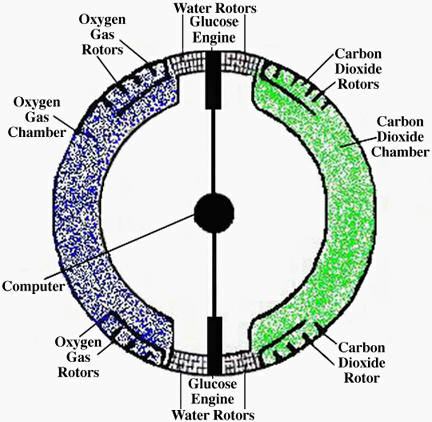 Water Rotors
Glucose
Engine
Oxygen
Gas
Rotors
Carbon
Dioxide
Rotors
Oxygen
Gas
Chamber
Carbon
Dioxide
Chamber
Computer
Oxygen
Gas
Rotors
Carbon
Dioxide
Rotor
Glucose
Engine
Water Rotors